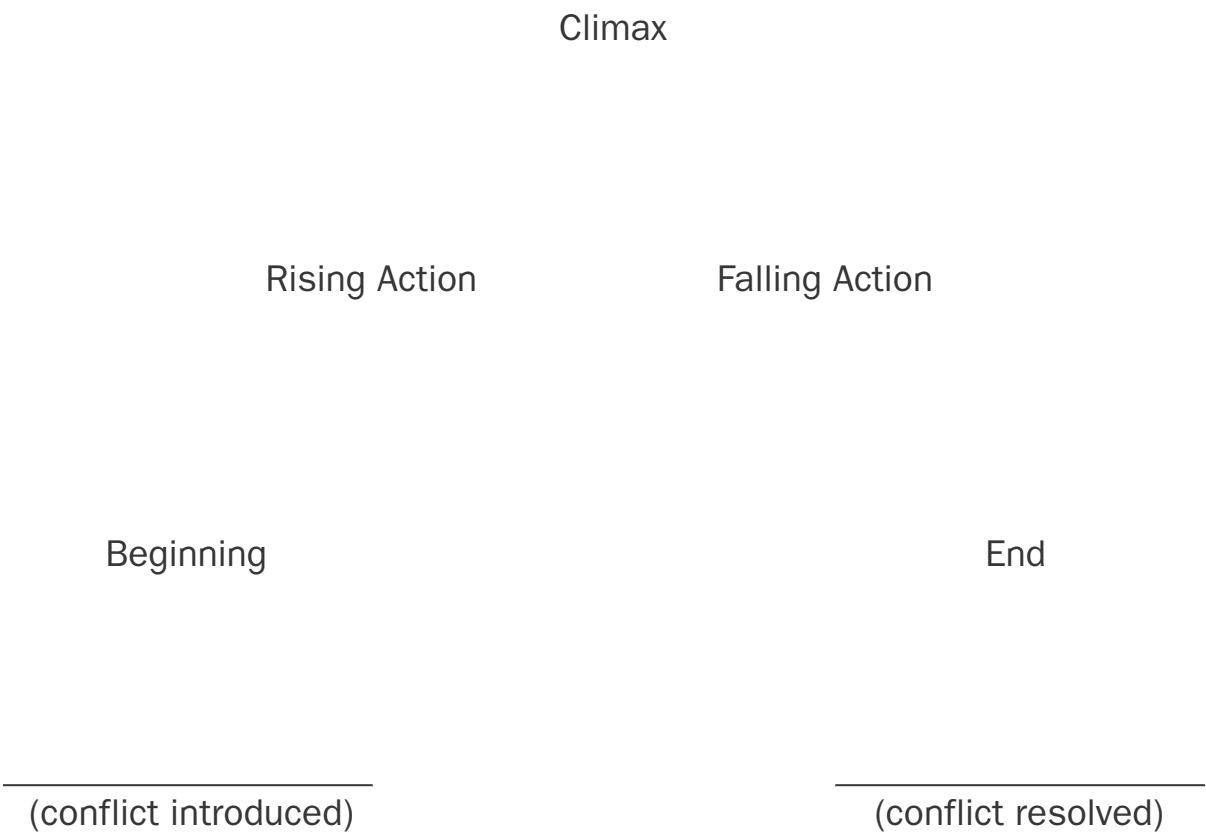 Climax
Rising Action
Falling Action
Beginning
End
(conflict introduced)
(conflict resolved)